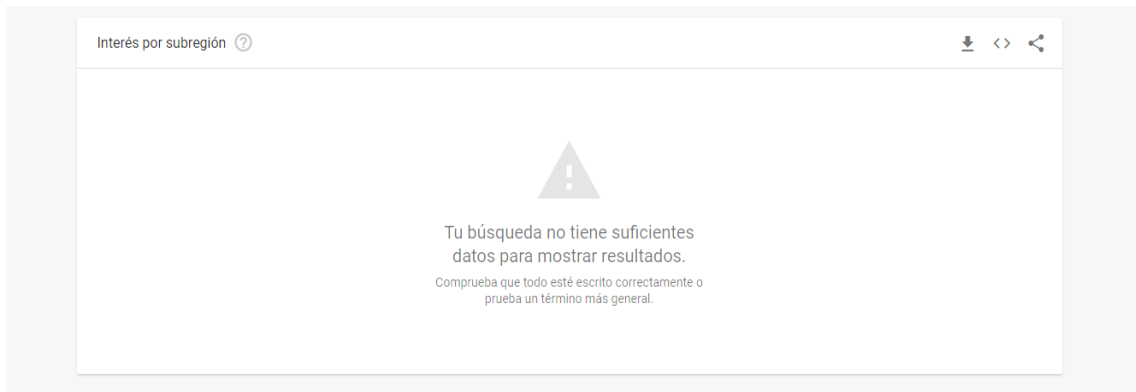 Interés por subregión
Tu búsqueda no tiene suficientes
datos para mostrar resultados.
Comprueba que todo esté escrito correctamente o
prueba un término más general.